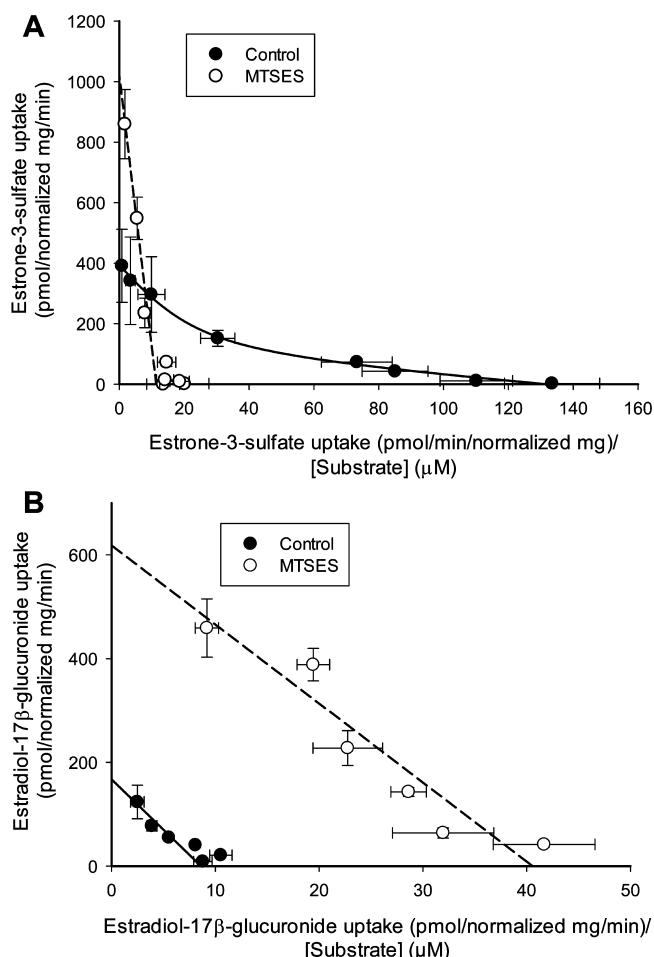 A
1200
1000
800
600
400
200
0
Estrone-3-sulfate uptake
(pmol/normalized mg/min)
Control
MTSES
0 20 40 60 80 100 120 140 160
Estrone-3-sulfate uptake (pmol/min/normalized mg)/
[Substrate] (μM)
B
600
400
200
0
Estradiol-17β-glucuronide uptake
(pmol/normalized mg/min)
Control
MTSES
0 10 20 30 40 50
Estradiol-17β-glucuronide uptake (pmol/normalized mg/min)/
[Substrate] (μM)